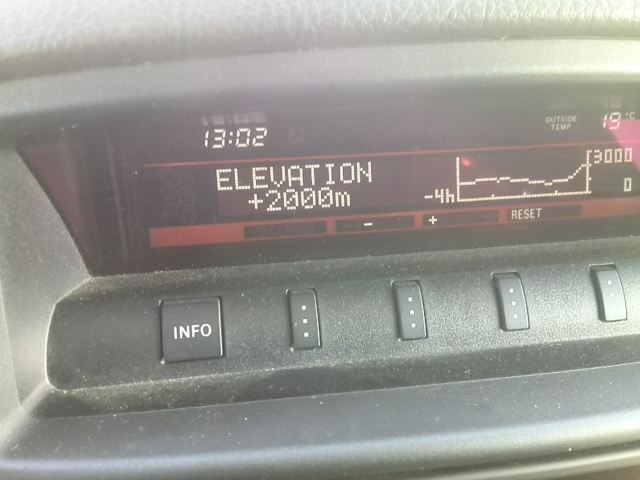 13:02
OUTSIDE
TEMP
19 °C
ELEVATION
+2000m
3000
0
-4h
- + RESET
INFO